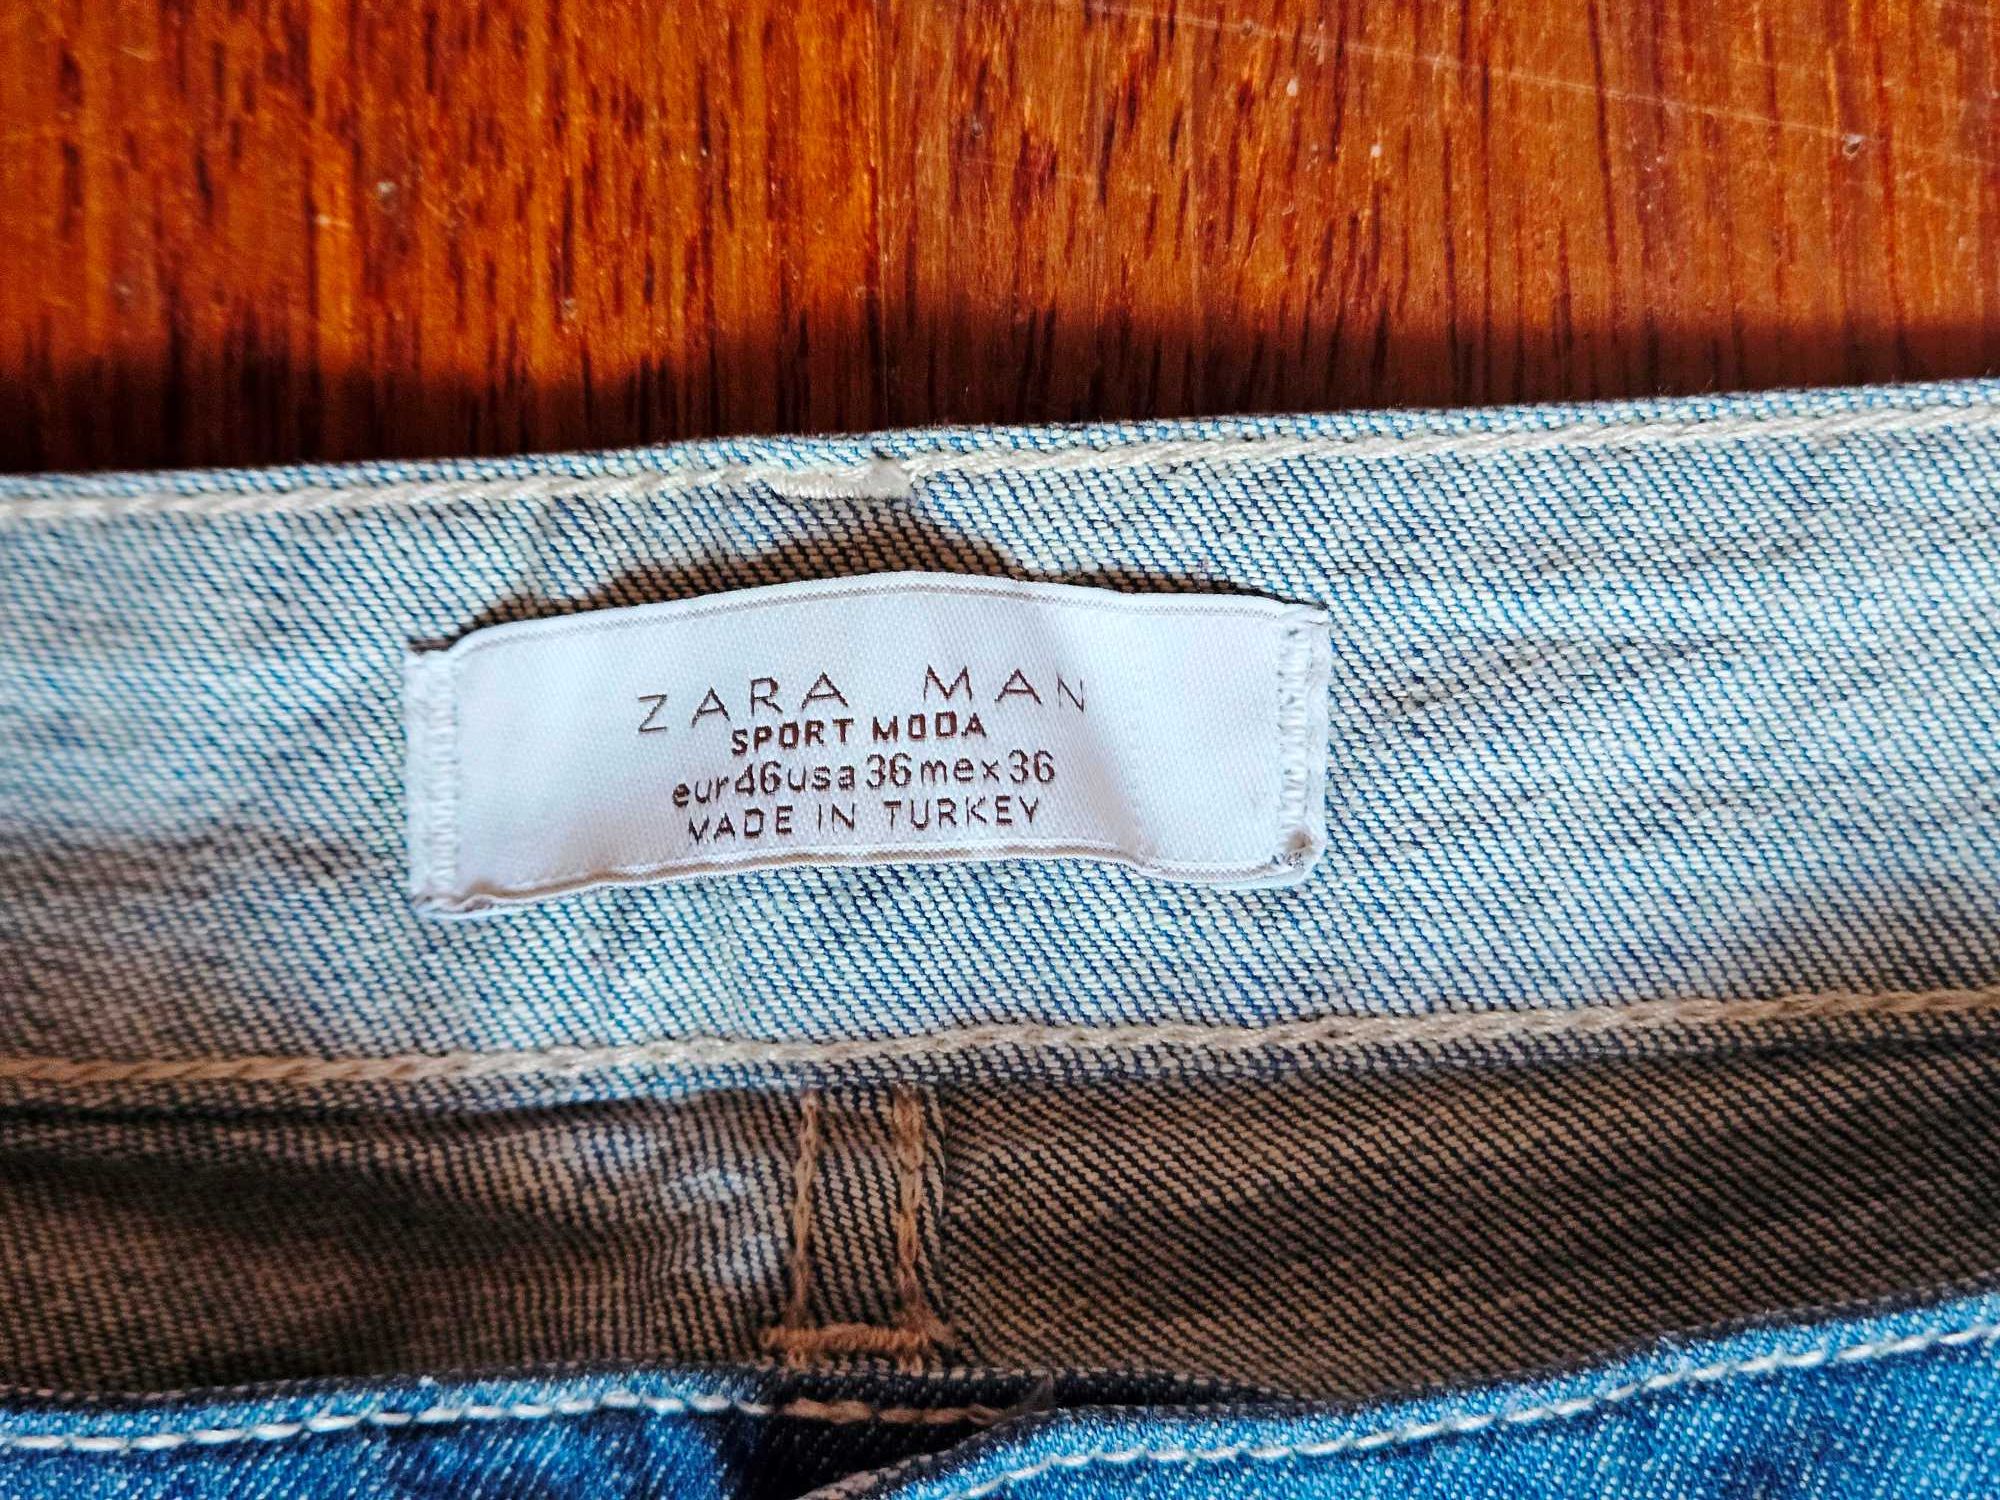 ZARA MAN
SPORT MODA
eur46usa36mex36
MADE IN TURKEY